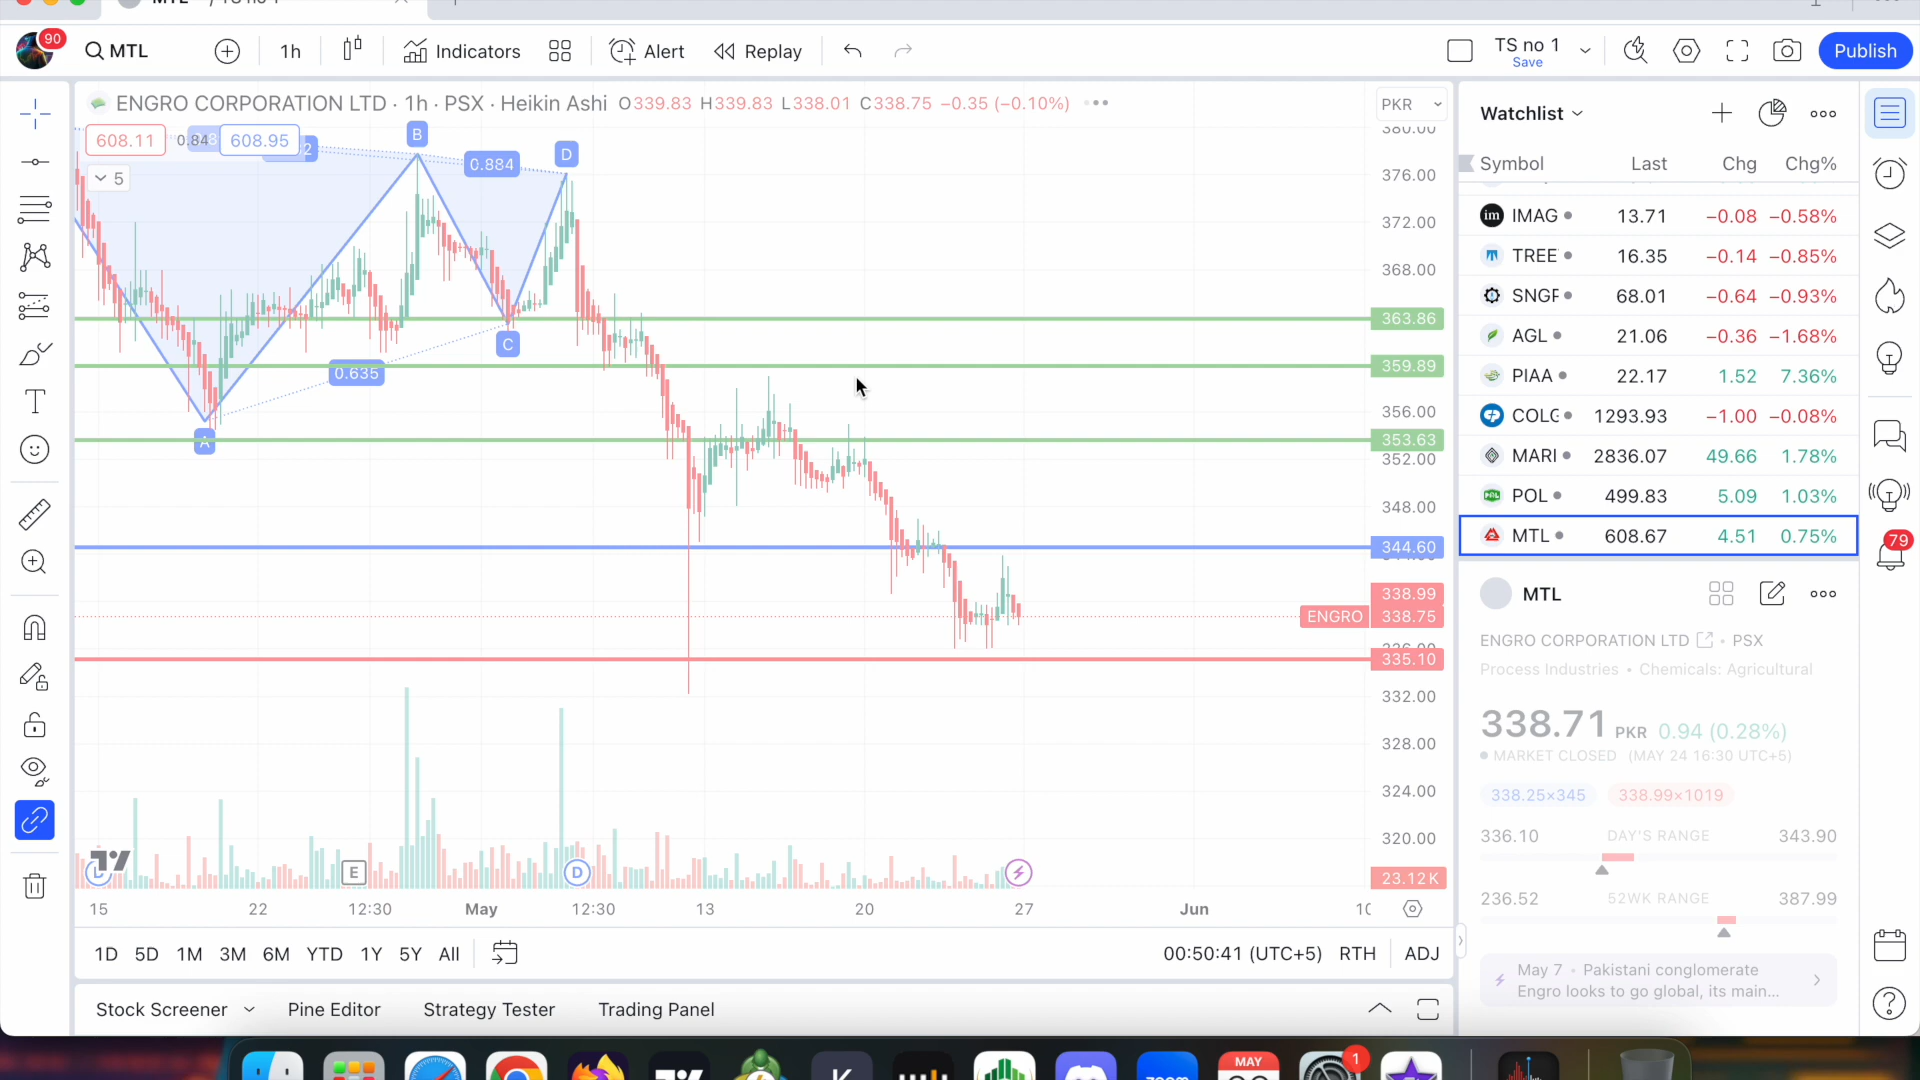 90
MTL
1h
Indicators
Alert
Replay
TS no 1
Save
Publish
ENGRO CORPORATION LTD · 1h · PSX · Heikin Ashi O339.83 H339.83 L338.01 C338.75 −0.35 (−0.10%)
608.11
608.95
5
B
0.884
D
C
0.635
A
PKR
380.00
376.00
372.00
368.00
363.86
359.89
356.00
353.63
352.00
348.00
344.60
338.99
ENGRO 338.75
335.10
332.00
328.00
324.00
320.00
23.12K
E
D
15
22
12:30
May
12:30
13
20
27
Jun
1D 5D 1M 3M 6M YTD 1Y 5Y All
00:50:41 (UTC+5) RTH ADJ
Stock Screener
Pine Editor
Strategy Tester
Trading Panel
Watchlist
Symbol Last Chg Chg%
IMAG 13.71 −0.08 −0.58%
TREE 16.35 −0.14 −0.85%
68.01 −0.64 −0.93%
AGL 21.06 −0.36 −1.68%
PIAA 22.17 1.52 7.36%
1293.93 −1.00 −0.08%
MARI 2836.07 49.66 1.78%
POL 499.83 5.09 1.03%
MTL 608.67 4.51 0.75%
79
MTL
ENGRO CORPORATION LTD • PSX
Process Industries • Chemicals: Agricultural
338.71 PKR 0.94 (0.28%)
MARKET CLOSED (MAY 24 16:30 UTC+5)
338.25×345 338.99×1019
336.10 DAY'S RANGE 343.90
236.52 52WK RANGE 387.99
May 7 • Pakistani conglomerate
Engro looks to go global, its main...
MAY
1
zoom